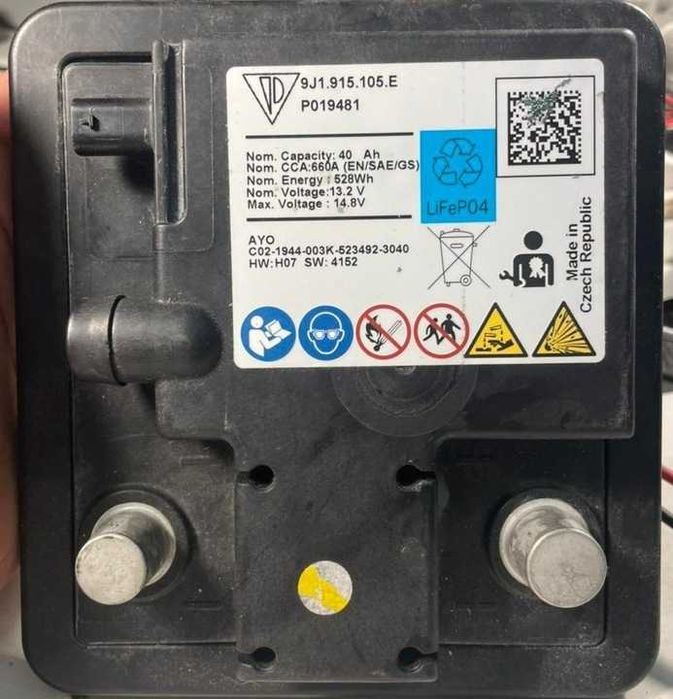 9J1.915.105.E
P019481
Nom. Capacity: 40 Ah
Nom. CCA:660A (EN/SAE/GS)
Nom. Energy : 528Wh
Nom. Voltage:13.2 V
Max. Voltage : 14.8V
LiFePO4
AYO
C02-1944-003K-523492-3040
HW:H07 SW: 4152
Made in
Czech Republic